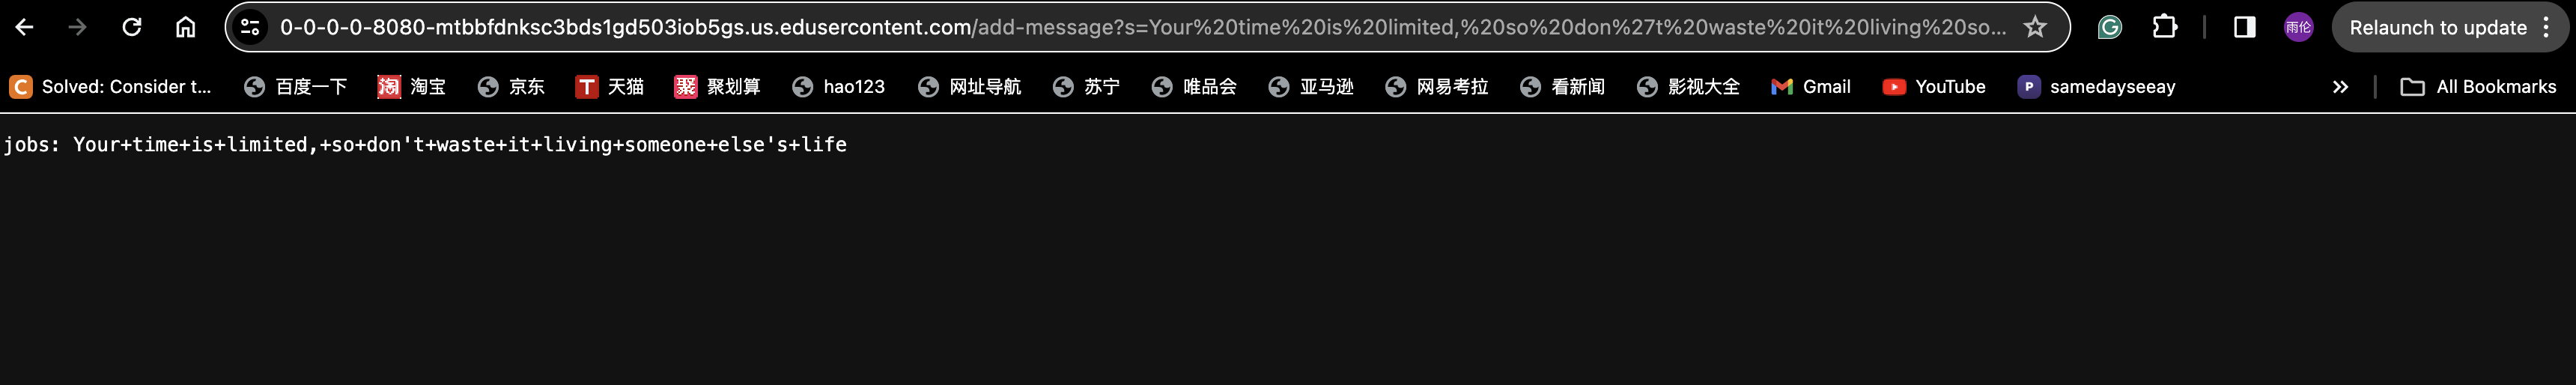 0-0-0-0-8080-mtbbfdnksc3bds1gd503iob5gs.us.edusercontent.com/add-message?s=Your%20time%20is%20limited,%20so%20don%27t%20waste%20it%20living%20so... 雨伦 Relaunch to update
C Solved: Consider t... 百度一下 淘 淘宝 京东 T 天猫 聚 聚划算 hao123 网址导航 苏宁 唯品会 亚马逊 网易考拉 看新闻 影视大全 Gmail YouTube P samedayseeay » All Bookmarks
jobs: Your+time+is+limited,+so+don't+waste+it+living+someone+else's+life